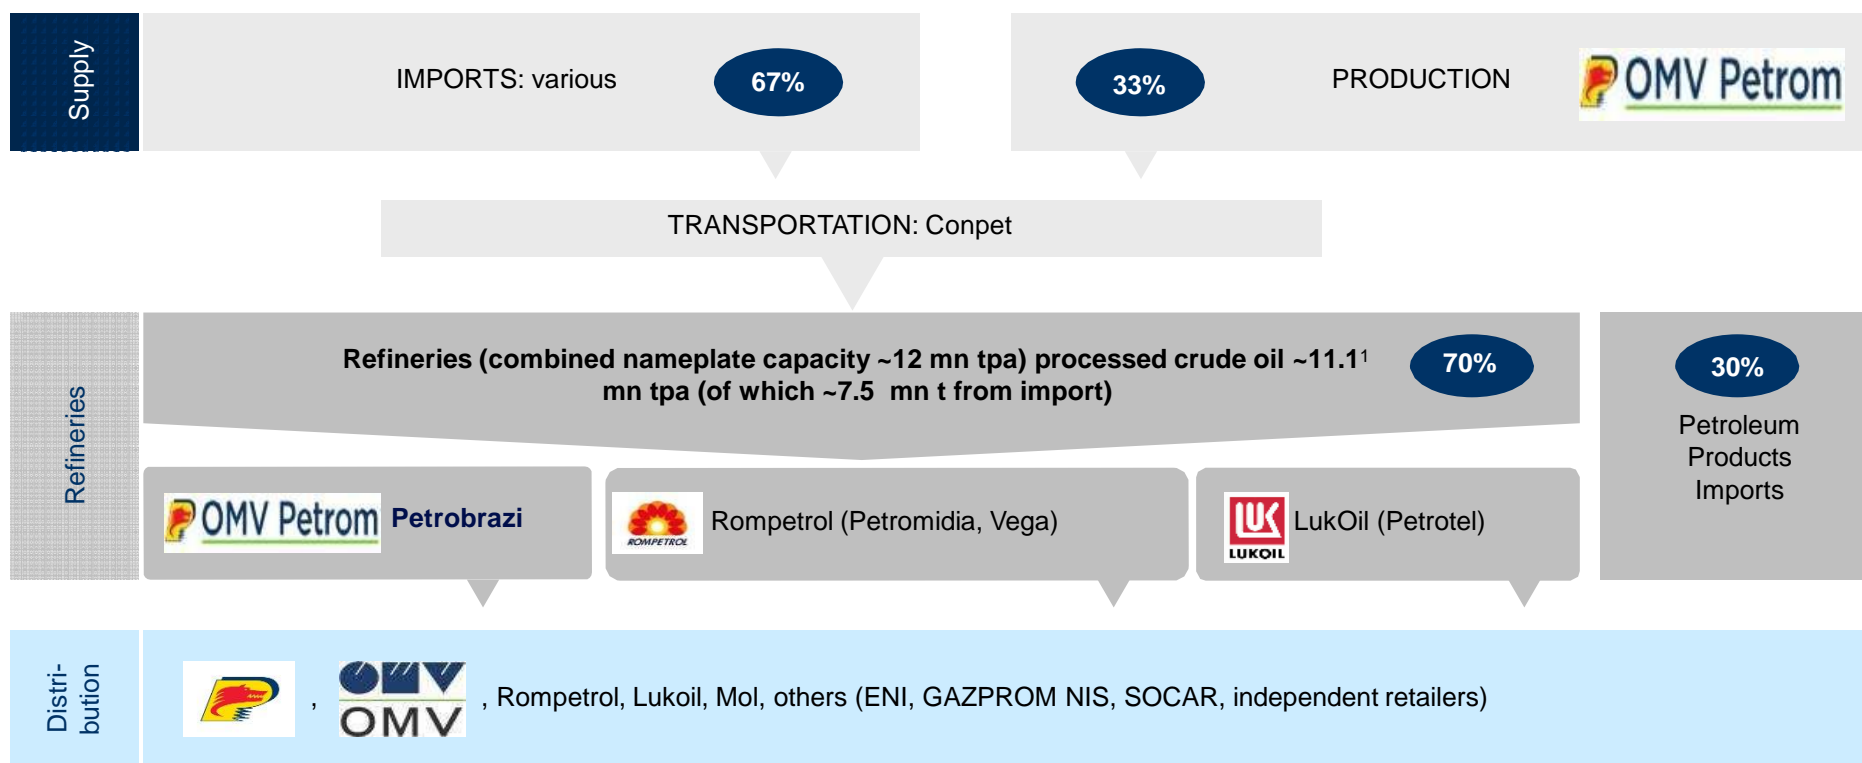 Supply
IMPORTS: various
67%
33%
PRODUCTION
OMV Petrom
TRANSPORTATION: Conpet
Refineries
Refineries (combined nameplate capacity ~12 mn tpa) processed crude oil ~11.1¹
mn tpa (of which ~7.5 mn t from import)
70%
30%
Petroleum
Products
Imports
OMV Petrom Petrobrazi
ROMPETROL
Rompetrol (Petromidia, Vega)
LUKOIL
LukOil (Petrotel)
Distri-
bution
,
OMV
OMV
, Rompetrol, Lukoil, Mol, others (ENI, GAZPROM NIS, SOCAR, independent retailers)